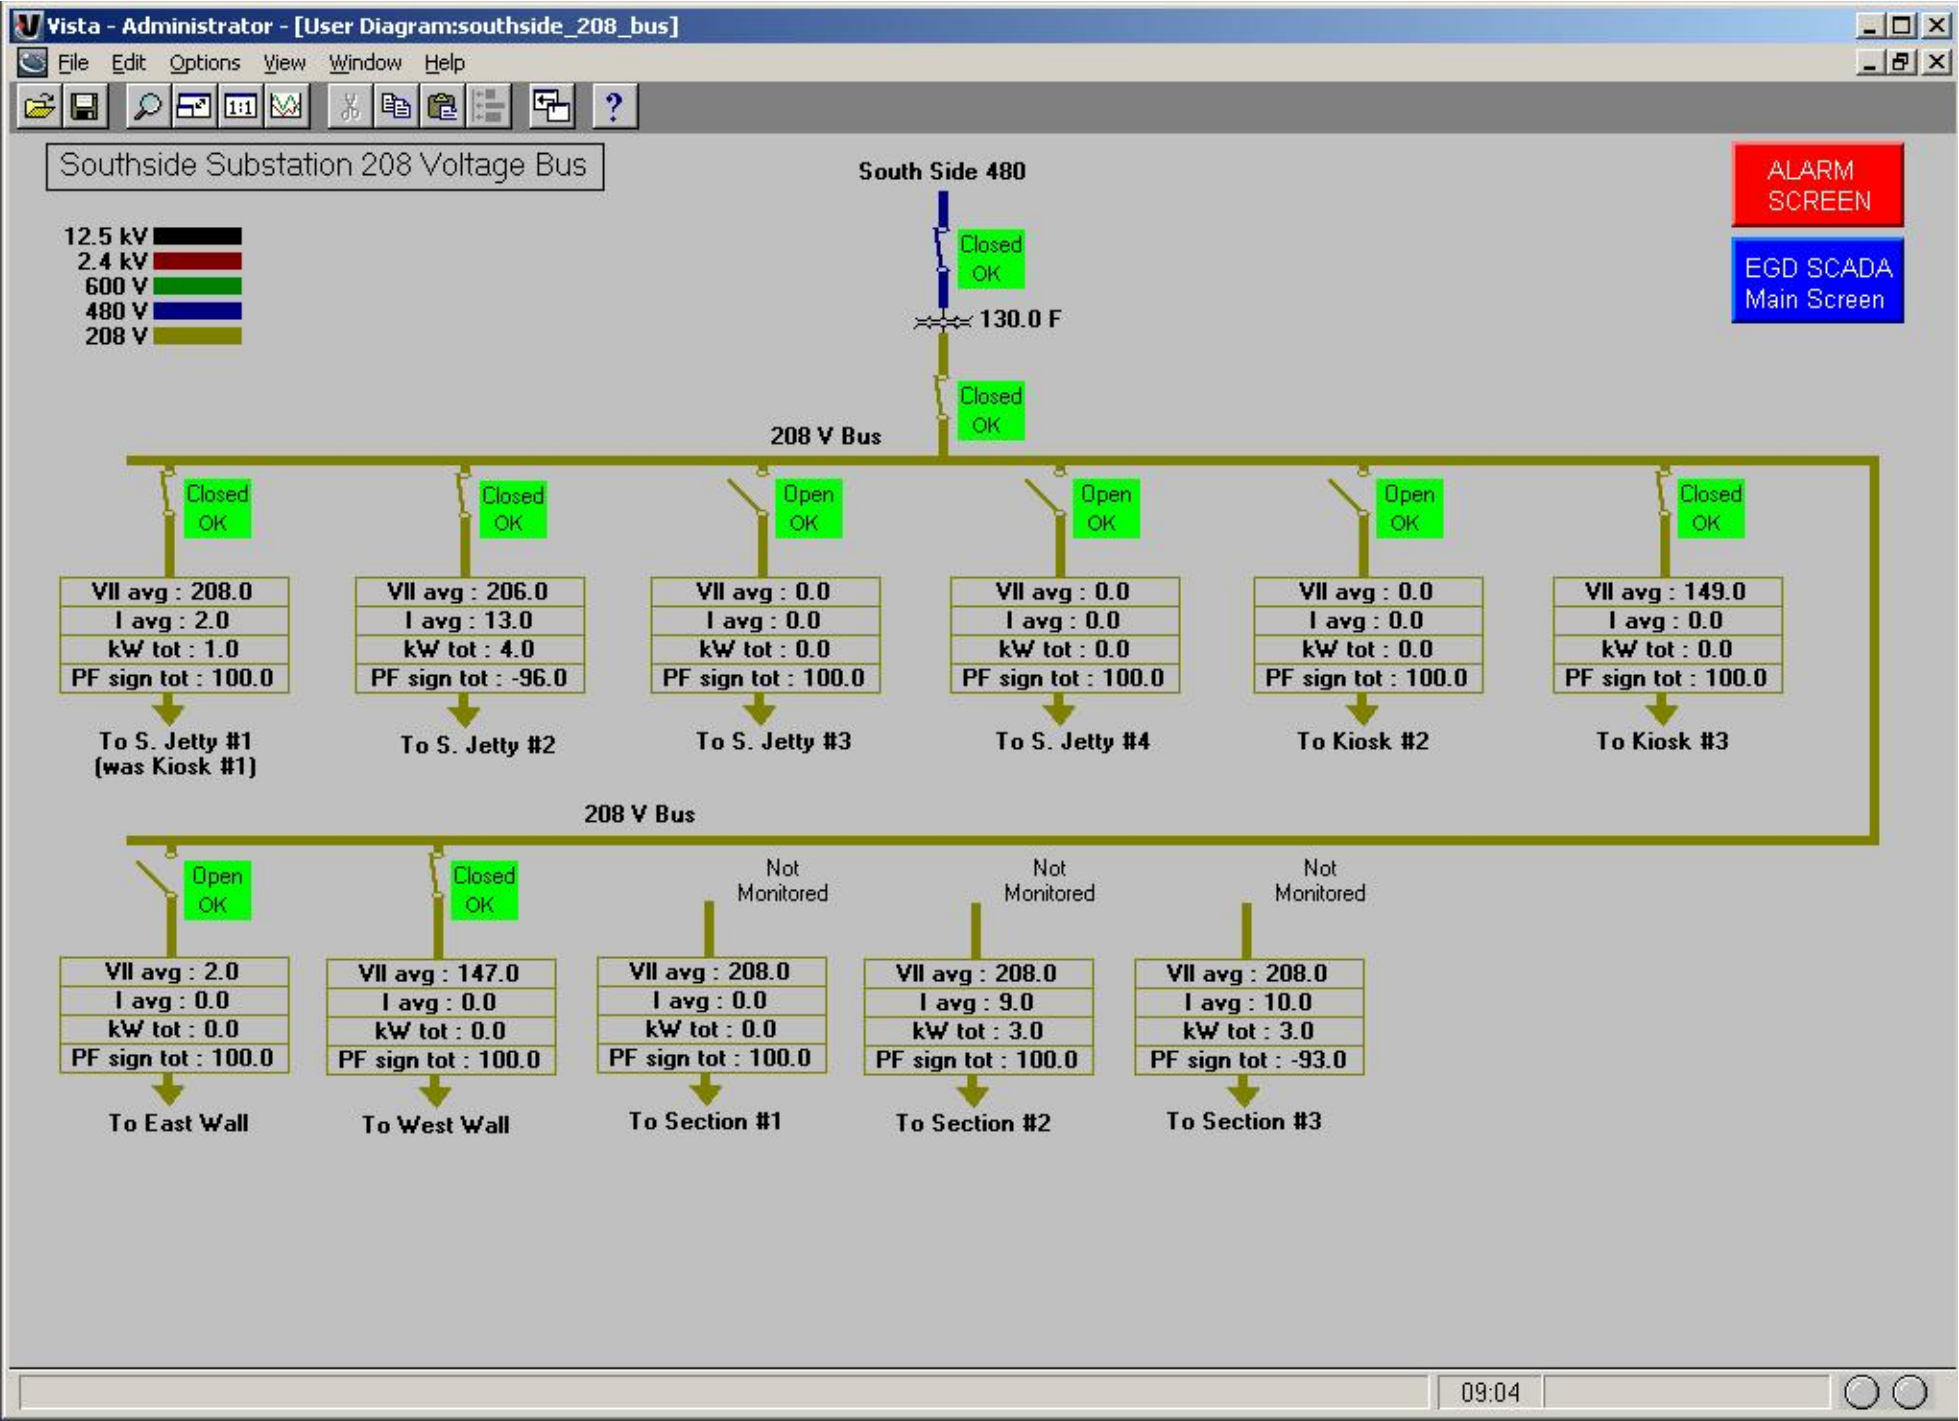 Vista - Administrator - [User Diagram:southside_208_bus]
File Edit Options View Window Help
1:1 ?
Southside Substation 208 Voltage Bus
South Side 480
ALARM
SCREEN
EGD SCADA
Main Screen
12.5 kV
2.4 kV
600 V
480 V
208 V
Closed
OK
130.0 F
Closed
OK
208 V Bus
Closed
OK
Closed
OK
Open
OK
Open
OK
Open
OK
Closed
OK
Vll avg : 208.0
I avg : 2.0
kW tot : 1.0
PF sign tot : 100.0
To S. Jetty #1
(was Kiosk #1)
Vll avg : 206.0
I avg : 13.0
kW tot : 4.0
PF sign tot : -96.0
To S. Jetty #2
Vll avg : 0.0
I avg : 0.0
kW tot : 0.0
PF sign tot : 100.0
To S. Jetty #3
Vll avg : 0.0
I avg : 0.0
kW tot : 0.0
PF sign tot : 100.0
To S. Jetty #4
Vll avg : 0.0
I avg : 0.0
kW tot : 0.0
PF sign tot : 100.0
To Kiosk #2
Vll avg : 149.0
I avg : 0.0
kW tot : 0.0
PF sign tot : 100.0
To Kiosk #3
208 V Bus
Open
OK
Closed
OK
Not
Monitored
Not
Monitored
Not
Monitored
Vll avg : 2.0
I avg : 0.0
kW tot : 0.0
PF sign tot : 100.0
To East Wall
Vll avg : 147.0
I avg : 0.0
kW tot : 0.0
PF sign tot : 100.0
To West Wall
Vll avg : 208.0
I avg : 0.0
kW tot : 0.0
PF sign tot : 100.0
To Section #1
Vll avg : 208.0
I avg : 9.0
kW tot : 3.0
PF sign tot : 100.0
To Section #2
Vll avg : 208.0
I avg : 10.0
kW tot : 3.0
PF sign tot : -93.0
To Section #3
09:04